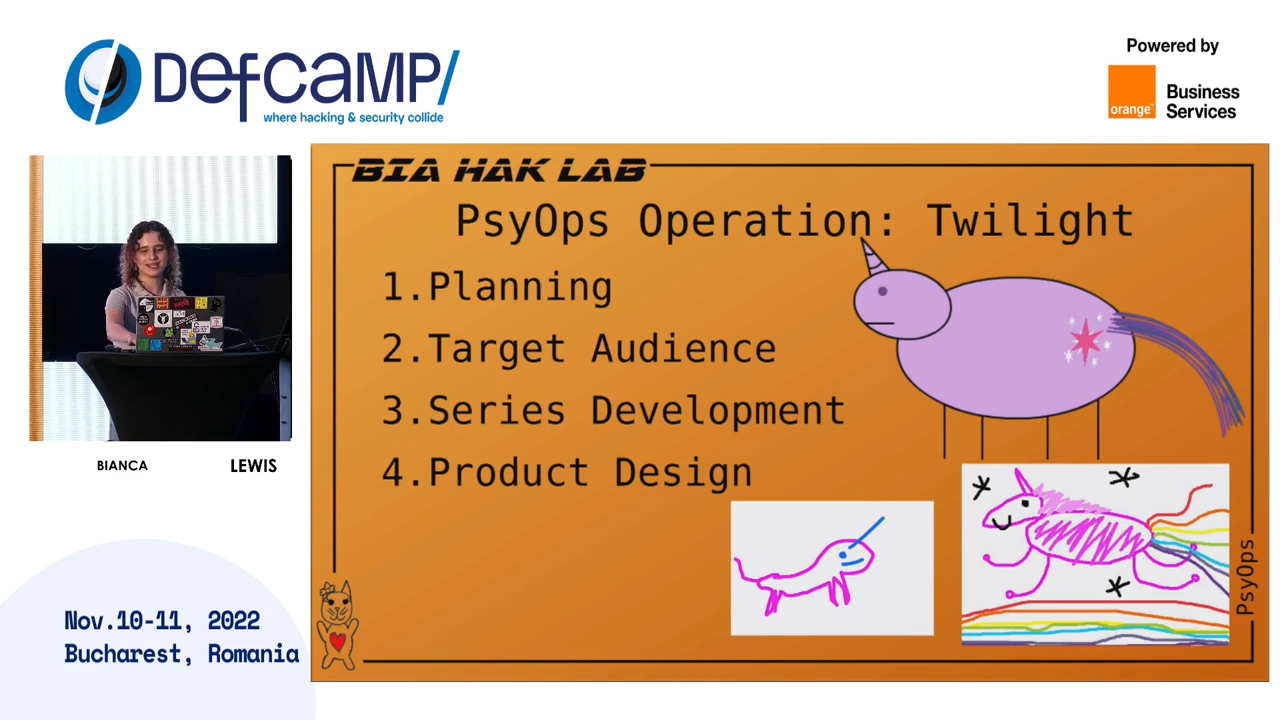 DefcaMP/
where hacking & security collide
Powered by
orange
Business
Services
BIA HAK LAB
PsyOps Operation: Twilight
1.Planning
2.Target Audience
3.Series Development
4.Product Design
PsyOps
BIANCA LEWIS
Nov.10-11, 2022
Bucharest, Romania